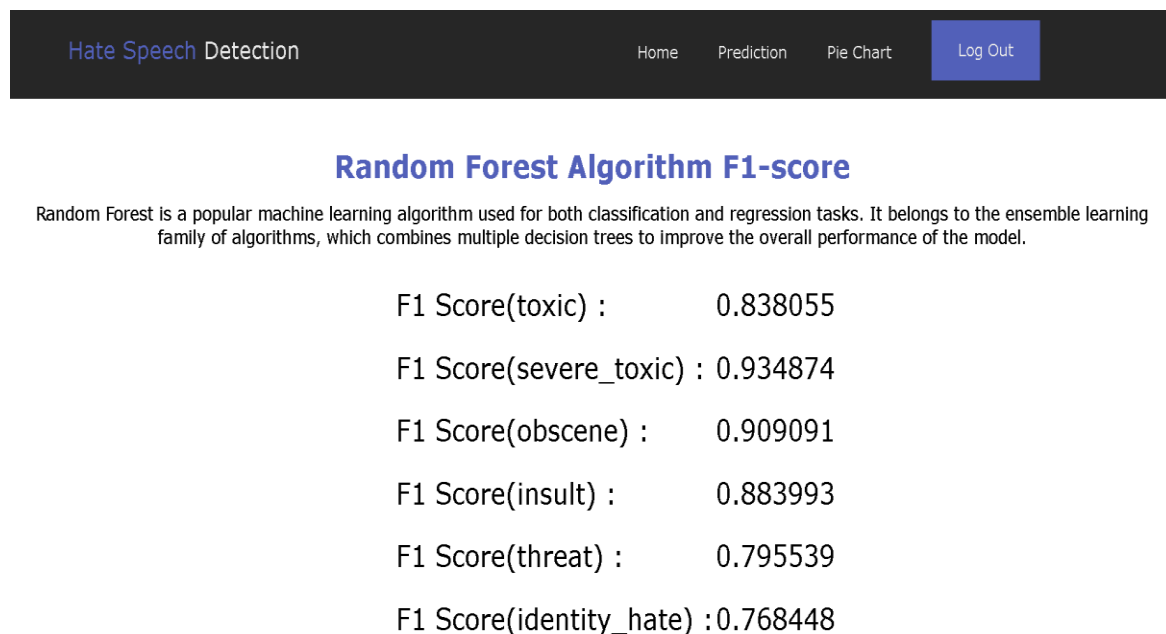 Hate Speech Detection
Home Prediction Pie Chart Log Out
Random Forest Algorithm F1-score
Random Forest is a popular machine learning algorithm used for both classification and regression tasks. It belongs to the ensemble learning
family of algorithms, which combines multiple decision trees to improve the overall performance of the model.
F1 Score(toxic) : 0.838055
F1 Score(severe_toxic) : 0.934874
F1 Score(obscene) : 0.909091
F1 Score(insult) : 0.883993
F1 Score(threat) : 0.795539
F1 Score(identity_hate) : 0.768448